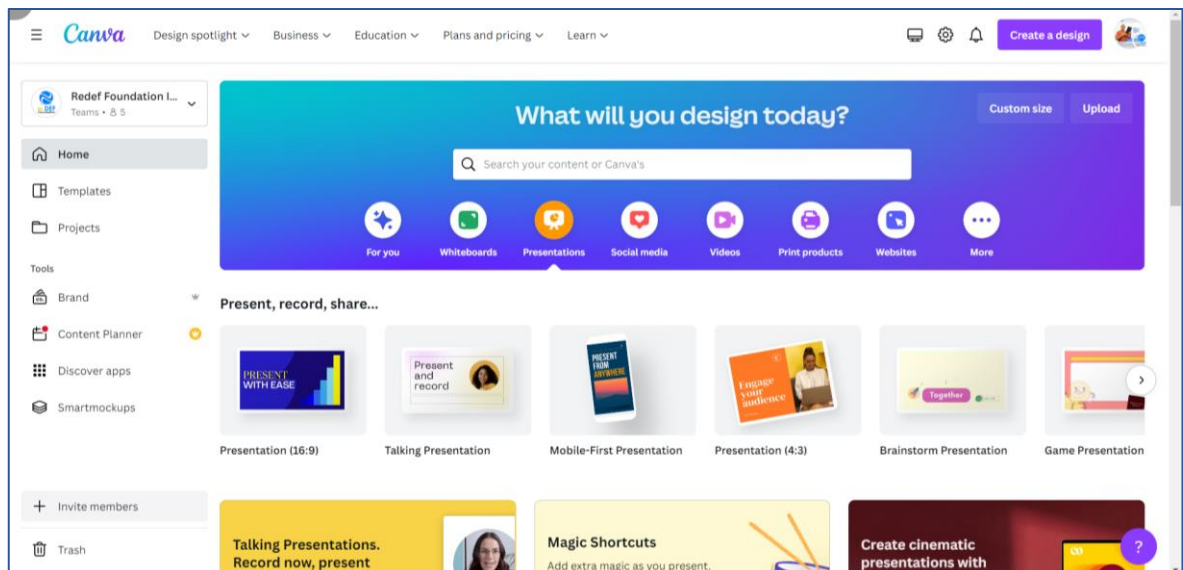 Canva
Design spotlight
Business
Education
Plans and pricing
Learn
Create a design
Redef Foundation I...
Teams • 5
Home
Templates
Projects
Tools
Brand
Content Planner
Discover apps
Smartmockups
Invite members
Trash
What will you design today?
Custom size
Upload
Search your content or Canva's
For you
Whiteboards
Presentations
Social media
Videos
Print products
Websites
More
Present, record, share...
PRESENT
WITH EASE
Present
and
record
PRESENT
FROM
ANYWHERE
Engage
your
audience
Together
Presentation (16:9)
Talking Presentation
Mobile-First Presentation
Presentation (4:3)
Brainstorm Presentation
Game Presentation
Talking Presentations.
Record now, present
Magic Shortcuts
Add extra magic as you present.
Create cinematic
presentations with
?